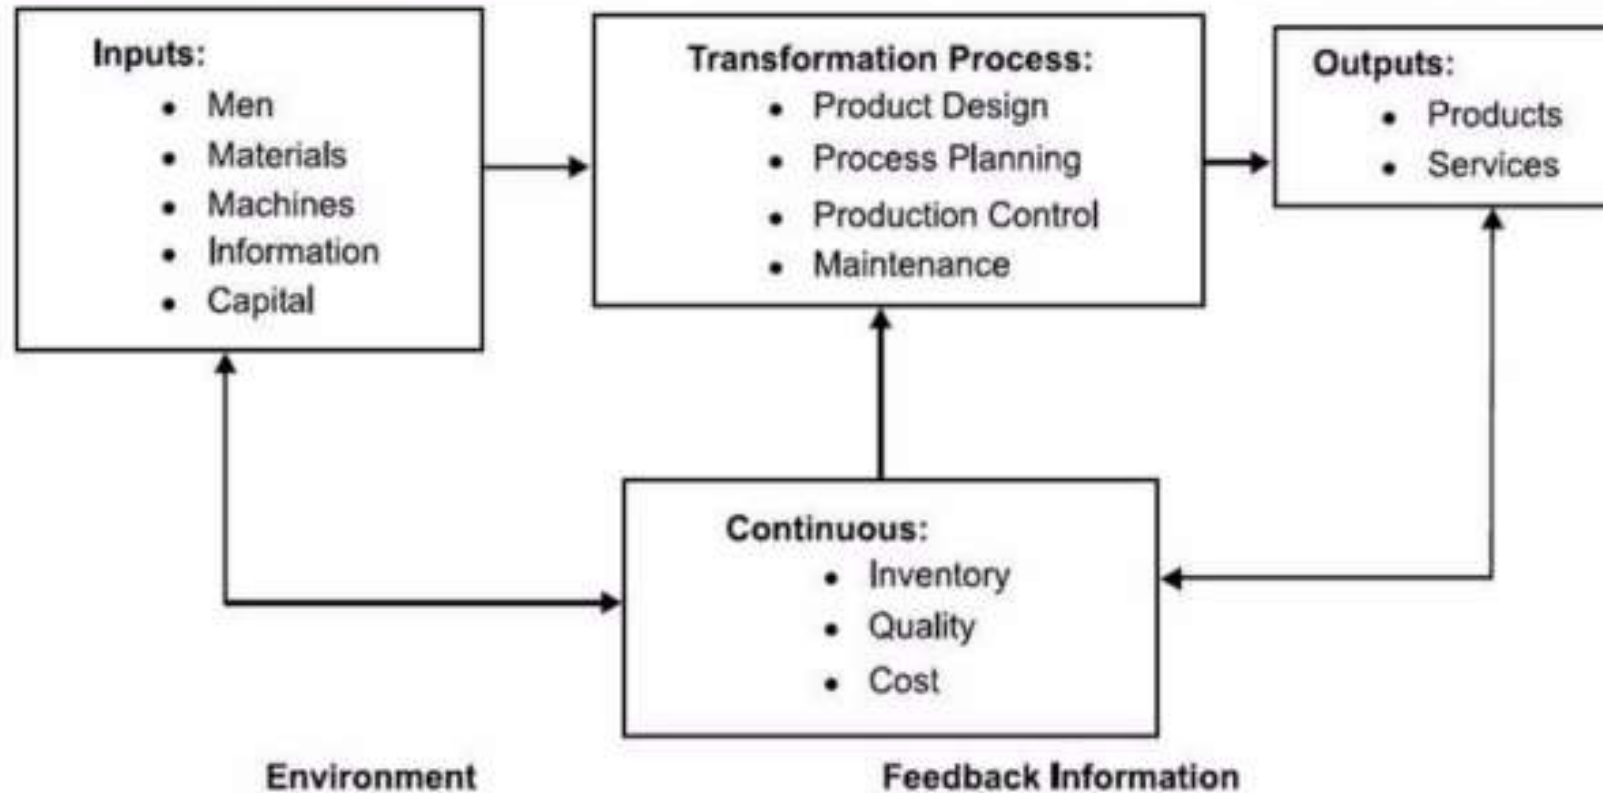 Inputs:
• Men
• Materials
• Machines
• Information
• Capital
Transformation Process:
• Product Design
• Process Planning
• Production Control
• Maintenance
Outputs:
• Products
• Services
Continuous:
• Inventory
• Quality
• Cost
Environment
Feedback Information